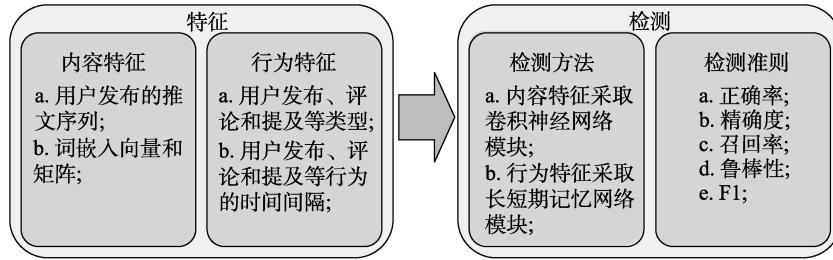 特征
内容特征
a. 用户发布的推
文序列;
b. 词嵌入向量和
矩阵;
行为特征
a. 用户发布、评
论和提及等类型;
b. 用户发布、评
论和提及等行为
的时间间隔;
检测
检测方法
a. 内容特征采取
卷积神经网络
模块;
b. 行为特征采取
长短期记忆网络
模块;
检测准则
a. 正确率;
b. 精确度;
c. 召回率;
d. 鲁棒性;
e. F1;